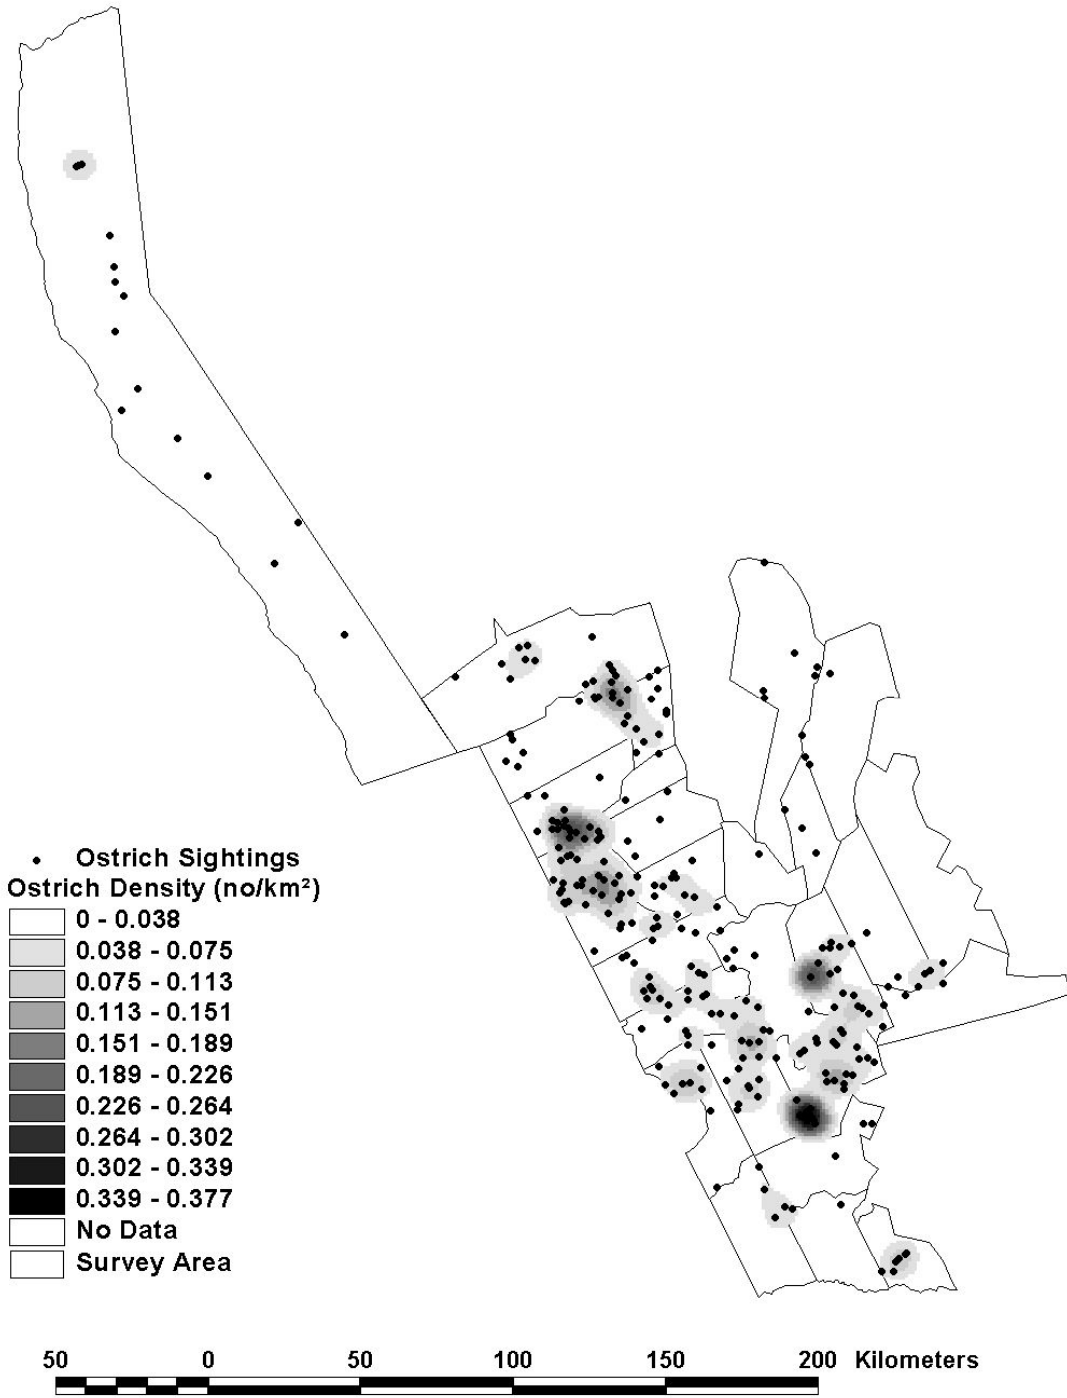 Ostrich Sightings
Ostrich Density (no/km²)
0 - 0.038
0.038 - 0.075
0.075 - 0.113
0.113 - 0.151
0.151 - 0.189
0.189 - 0.226
0.226 - 0.264
0.264 - 0.302
0.302 - 0.339
0.339 - 0.377
No Data
Survey Area
50 0 50 100 150 200 Kilometers